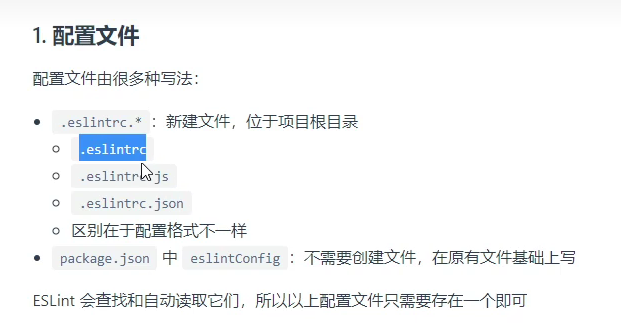 1. 配置文件
配置文件由很多种写法：
.eslintrc.* ：新建文件，位于项目根目录
.eslintrc
.eslintrc.js
.eslintrc.json
区别在于配置格式不一样
package.json 中 eslintConfig ：不需要创建文件，在原有文件基础上写
ESLint 会查找和自动读取它们，所以以上配置文件只需要存在一个即可